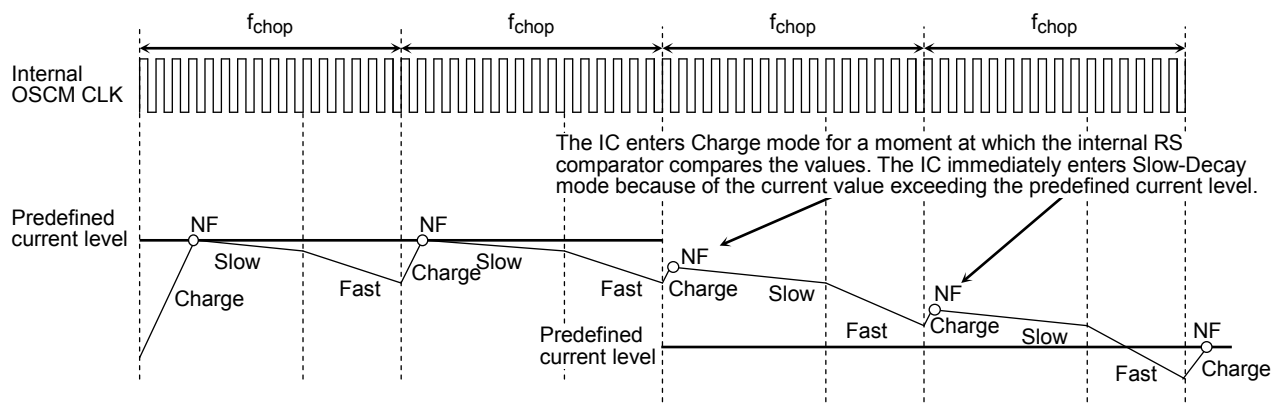 fchop fchop fchop fchop
Internal
OSCM CLK
The IC enters Charge mode for a moment at which the internal RS
comparator compares the values. The IC immediately enters Slow-Decay
mode because of the current value exceeding the predefined current level.
Predefined
current level
NF
Slow
Charge
Fast
NF
Charge
Slow
Fast
NF
Charge
Slow
Fast
NF
Charge
Slow
Fast
NF
Charge
Predefined
current level